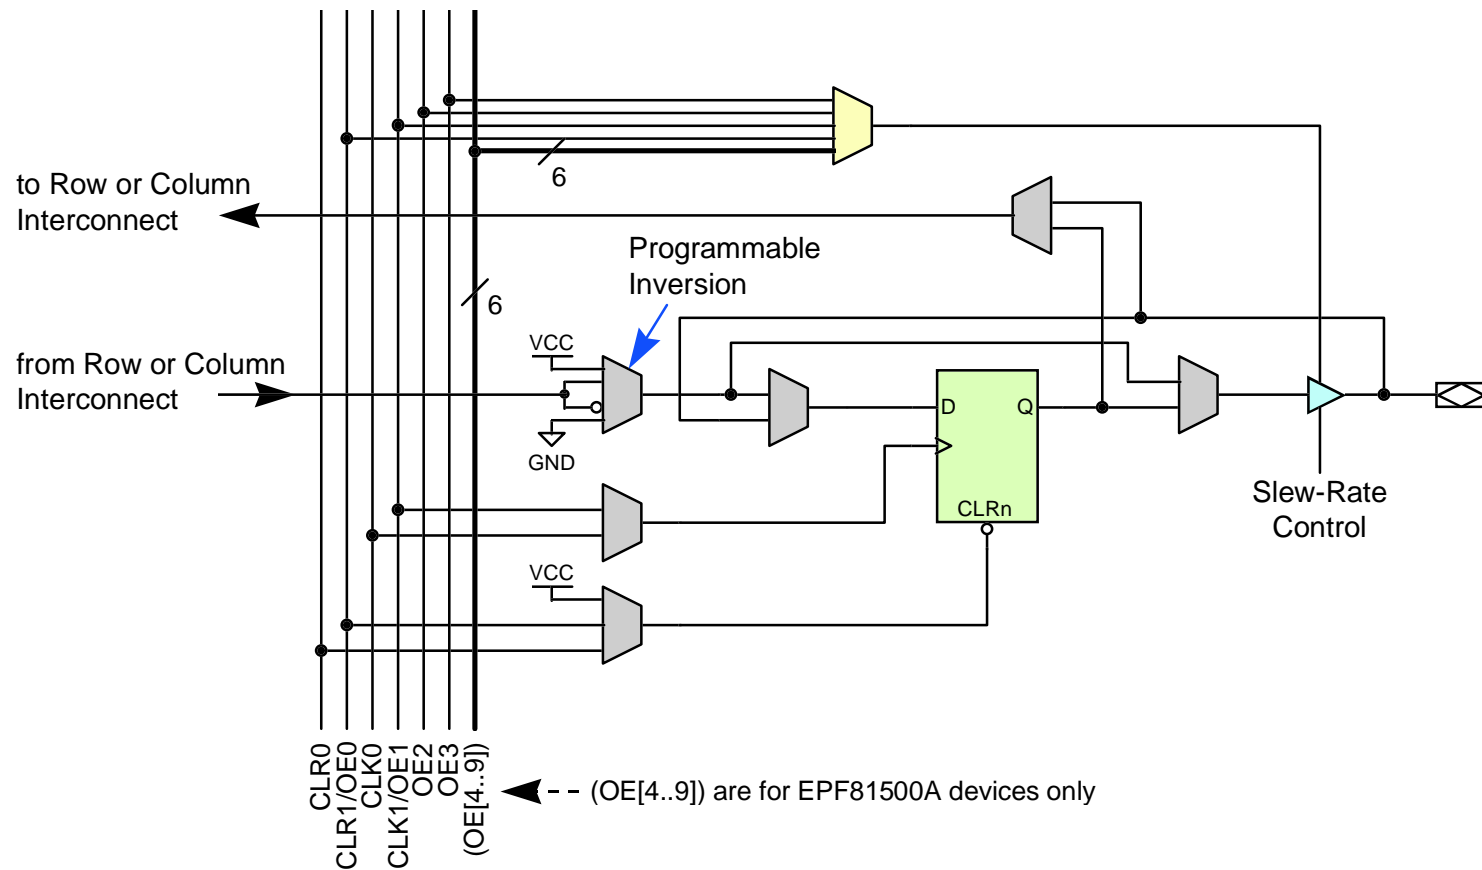 6
to Row or Column
Interconnect
Programmable
Inversion
6
VCC
from Row or Column
Interconnect
D
Q
GND
Slew-Rate
Control
CLRn
VCC
CLR0
CLR1/OE0
CLK0
CLK1/OE1
OE2
OE3
(OE[4..9])
(OE[4..9]) are for EPF81500A devices only